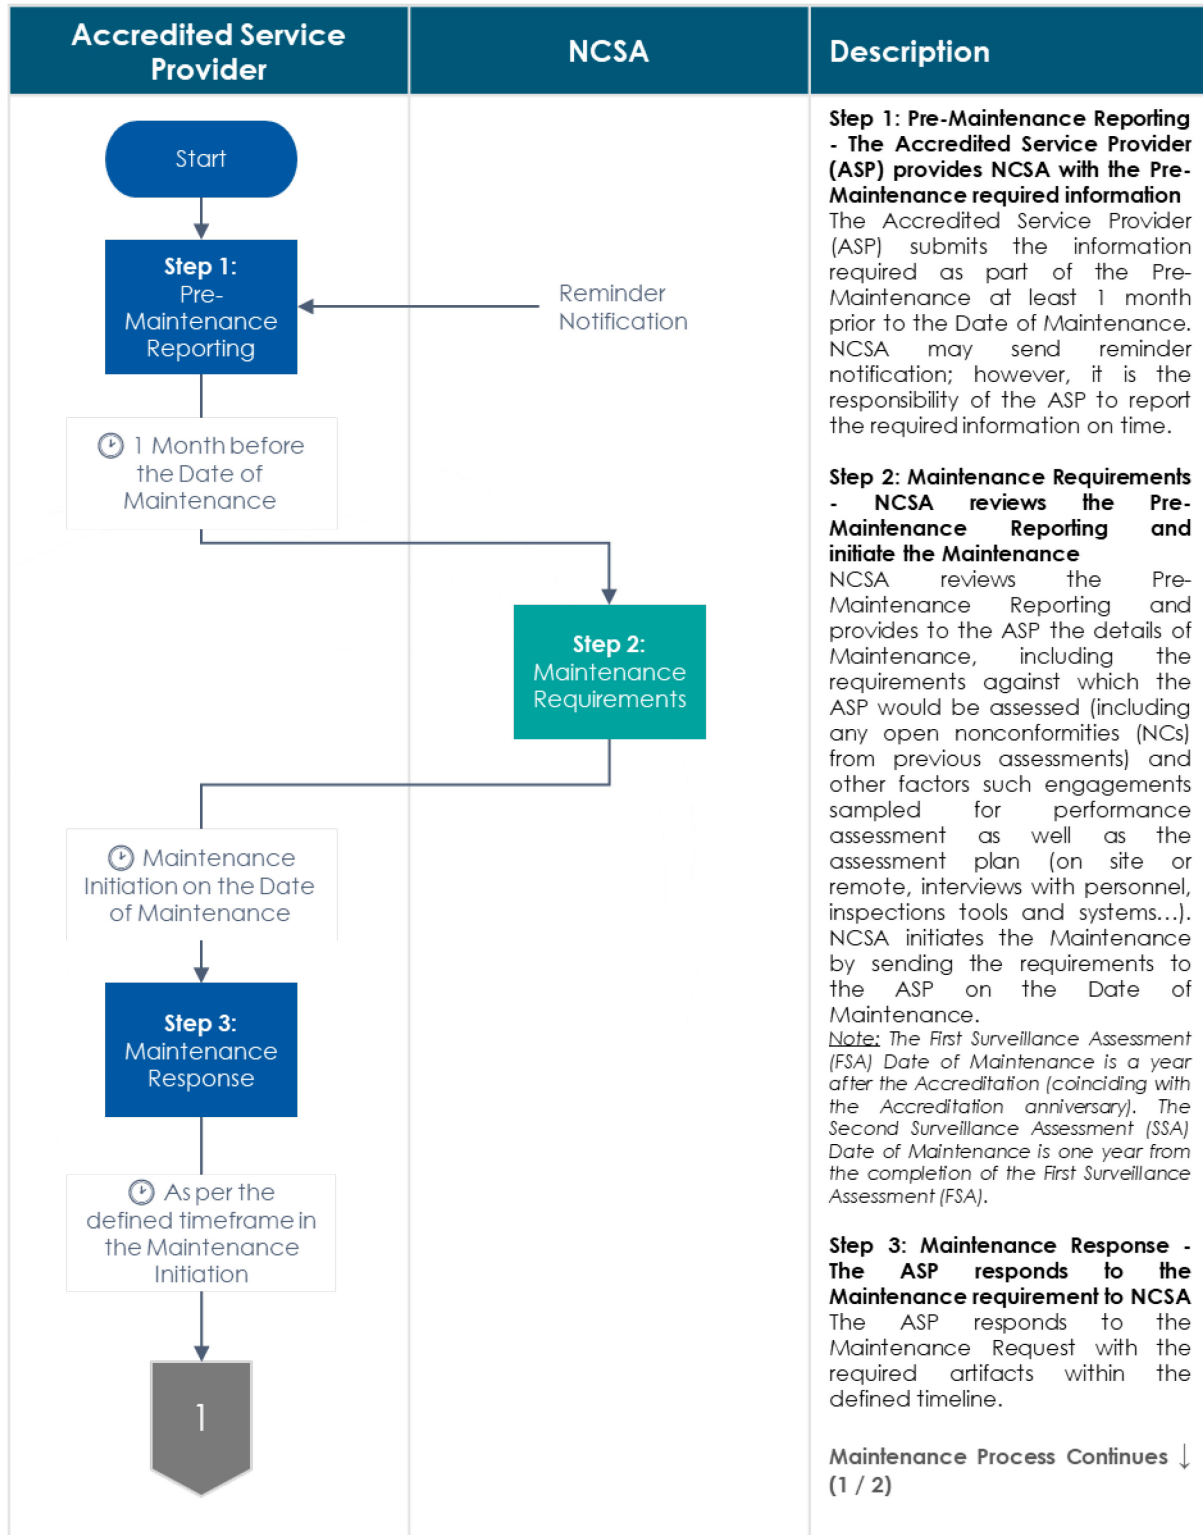 Accredited Service
Provider
NCSA
Description
Start
Step 1:
Pre-
Maintenance
Reporting
Reminder
Notification
1 Month before
the Date of
Maintenance
Step 2:
Maintenance
Requirements
Maintenance
Initiation on the Date
of Maintenance
Step 3:
Maintenance
Response
As per the
defined timeframe in
the Maintenance
Initiation
1
Step 1: Pre-Maintenance Reporting
- The Accredited Service Provider
(ASP) provides NCSA with the Pre-
Maintenance required information
The Accredited Service Provider
(ASP) submits the information
required as part of the Pre-
Maintenance at least 1 month
prior to the Date of Maintenance.
NCSA may send reminder
notification; however, it is the
responsibility of the ASP to report
the required information on time.
Step 2: Maintenance Requirements
- NCSA reviews the Pre-
Maintenance Reporting and
initiate the Maintenance
NCSA reviews the Pre-
Maintenance Reporting and
provides to the ASP the details of
Maintenance, including the
requirements against which the
ASP would be assessed (including
any open nonconformities (NCs)
from previous assessments) and
other factors such engagements
sampled for performance
assessment as well as the
assessment plan (on site or
remote, interviews with personnel,
inspections tools and systems...).
NCSA initiates the Maintenance
by sending the requirements to
the ASP on the Date of
Maintenance.
Note: The First Surveillance Assessment
(FSA) Date of Maintenance is a year
after the Accreditation (coinciding with
the Accreditation anniversary). The
Second Surveillance Assessment (SSA)
Date of Maintenance is one year from
the completion of the First Surveillance
Assessment (FSA).
Step 3: Maintenance Response -
The ASP responds to the
Maintenance requirement to NCSA
The ASP responds to the
Maintenance Request with the
required artifacts within the
defined timeline.
Maintenance Process Continues ↓
(1 / 2)